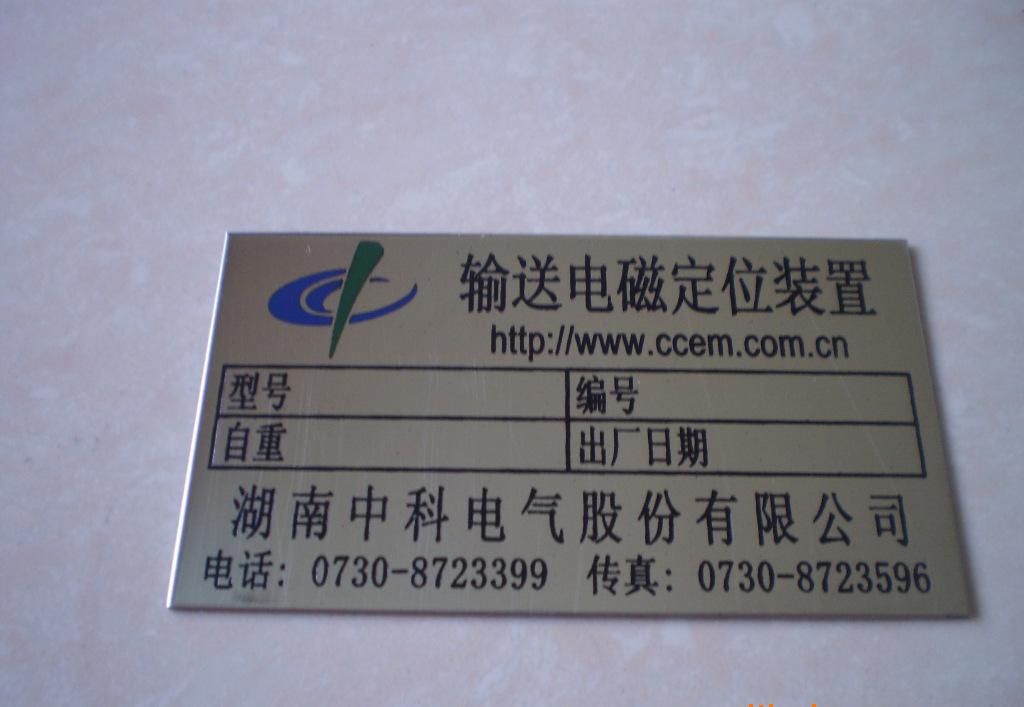 输送电磁定位装置
http://www.ccem.com.cn
型号 编号
自重 出厂日期
湖南中科电气股份有限公司
电话: 0730-8723399 传真: 0730-8723596